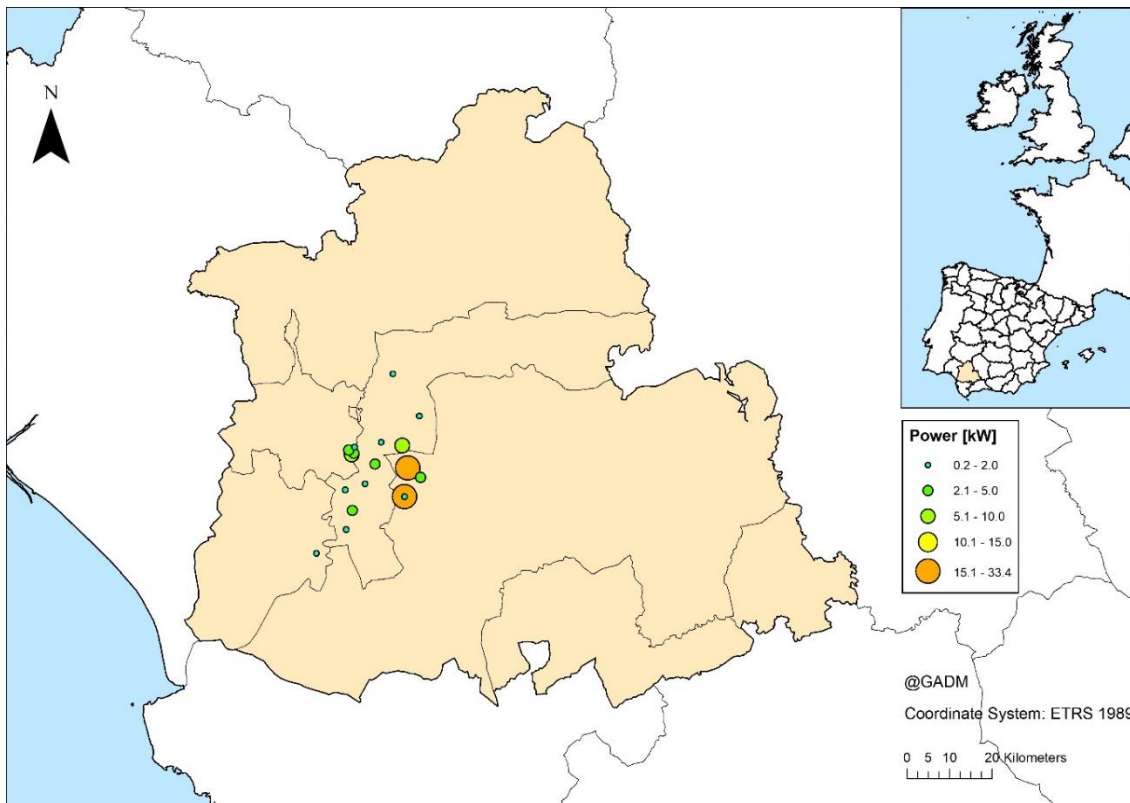 N
Power [kW]
0.2 - 2.0
2.1 - 5.0
5.1 - 10.0
10.1 - 15.0
15.1 - 33.4
@GADM
Coordinate System: ETRS 1989
0 5 10 20 Kilometers